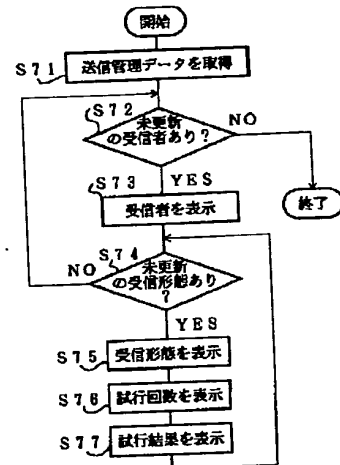 開始
S71
送信管理データを取得
S72
未更新
の受信者あり?
NO
YES
終了
S73
受信者を表示
S74
未更新
の受信形態あり
?
NO
YES
S75
受信形態を表示
S76
試行回数を表示
S77
試行結果を表示